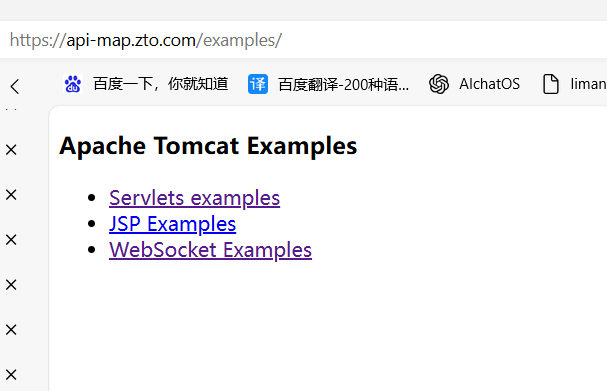 https://api-map.zto.com/examples/
百度一下，你就知道 译 百度翻译-200种语... AIchatOS liman
Apache Tomcat Examples
Servlets examples
JSP Examples
WebSocket Examples